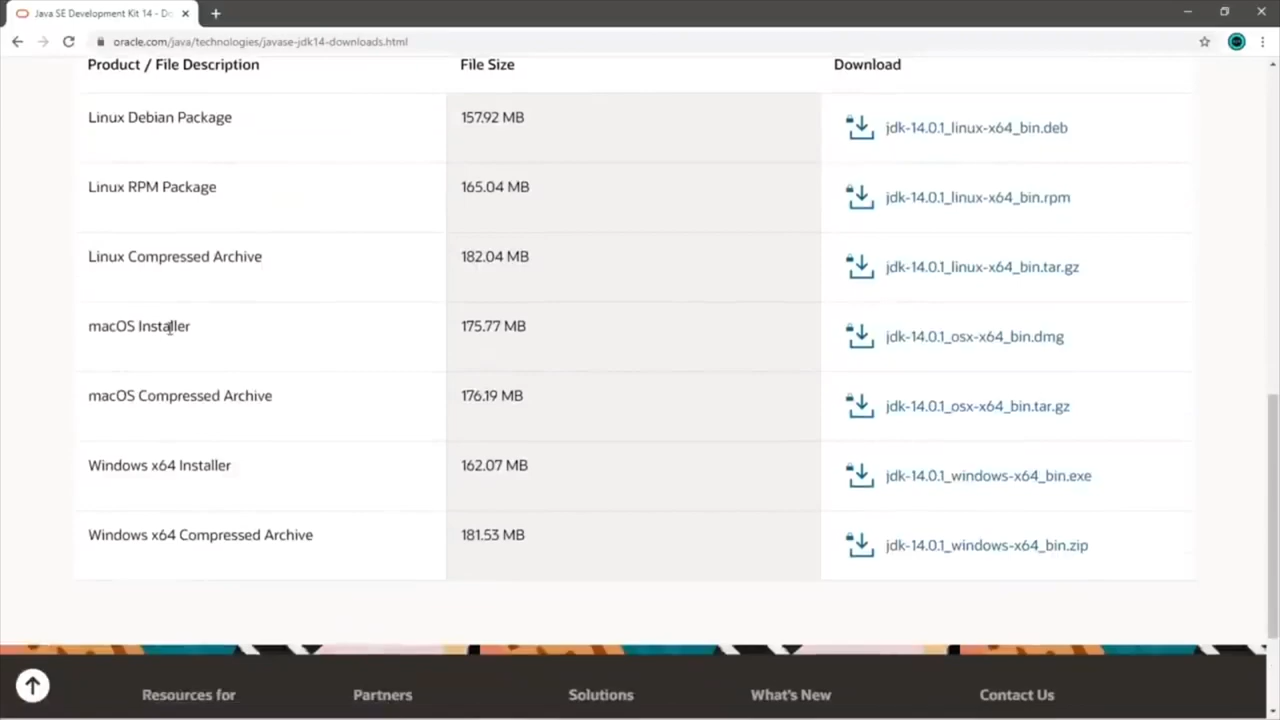 Java SE Development Kit 14 - Do
oracle.com/java/technologies/javase-jdk14-downloads.html
Product / File Description File Size Download
Linux Debian Package 157.92 MB jdk-14.0.1_linux-x64_bin.deb
Linux RPM Package 165.04 MB jdk-14.0.1_linux-x64_bin.rpm
Linux Compressed Archive 182.04 MB jdk-14.0.1_linux-x64_bin.tar.gz
macOS Installer 175.77 MB jdk-14.0.1_osx-x64_bin.dmg
macOS Compressed Archive 176.19 MB jdk-14.0.1_osx-x64_bin.tar.gz
Windows x64 Installer 162.07 MB jdk-14.0.1_windows-x64_bin.exe
Windows x64 Compressed Archive 181.53 MB jdk-14.0.1_windows-x64_bin.zip
Resources for Partners Solutions What's New Contact Us